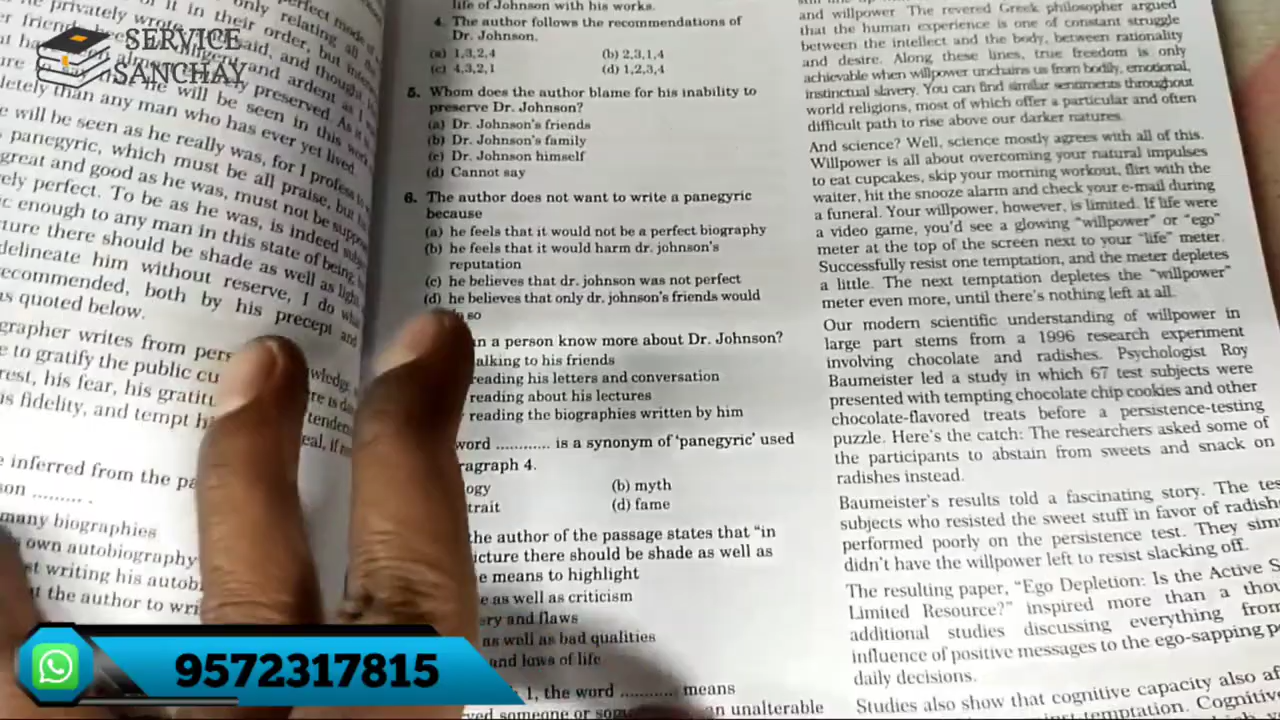 SERVICE
SANCHAY
he privately wrote
said, and thought
him almost
and ardent as I
preserved. As it
he will be seen in this work
letely than any man who has ever yet lived.
will be seen as he really was, for I profess to
panegyric, which must be all praise, but his
great and good as he was, must not be suppose
ely perfect. To be as he was, is indeed subje
enough to any man in this state of being
ture there should be shade as well as light
delineate him without reserve, I do wha
recommended, both by his precept and
as quoted below.
grapher writes from pers
to gratify the public cu
rest, his fear, his gratitu
fidelity, and tempt hi
inferred from the pa
son ......... .
many biographies
own autobiography
writing his autob
the author to wri
life of Johnson with his works.
4. The author follows the recommendations of
Dr. Johnson.
(a) 1,3,2,4 (b) 2,3,1,4
(c) 4,3,2,1 (d) 1,2,3,4
5. Whom does the author blame for his inability to
preserve Dr. Johnson?
(a) Dr. Johnson's friends
(b) Dr. Johnson's family
(c) Dr. Johnson himself
(d) Cannot say
6. The author does not want to write a panegyric
because
(a) he feels that it would not be a perfect biography
(b) he feels that it would harm dr. johnson's
reputation
(c) he believes that dr. johnson was not perfect
(d) he believes that only dr. johnson's friends would
so
a person know more about Dr. Johnson?
alking to his friends
reading his letters and conversation
reading about his lectures
reading the biographies written by him
word ............ is a synonym of 'panegyric' used
ragraph 4.
ogy (b) myth
trait (d) fame
the author of the passage states that "in
icture there should be shade as well as
means to highlight
as well as criticism
ery and flaws
as well as bad qualities
and laws of life
1, the word ........... means
someone or an unalterable
and willpower. The revered Greek philosopher argued
that the human experience is one of constant struggle
between the intellect and the body, between rationality
and desire. Along these lines, true freedom is only
achievable when willpower unchains us from bodily, emotional,
instinctual slavery. You can find similar sentiments throughout
world religions, most of which offer a particular and often
difficult path to rise above our darker natures.
And science? Well, science mostly agrees with all of this.
Willpower is all about overcoming your natural impulses
to eat cupcakes, skip your morning workout, flirt with the
waiter, hit the snooze alarm and check your e-mail during
a funeral. Your willpower, however, is limited. If life were
a video game, you'd see a glowing "willpower" or "ego"
meter at the top of the screen next to your "life" meter.
Successfully resist one temptation, and the meter depletes
a little. The next temptation depletes the "willpower"
meter even more, until there's nothing left at all.
Our modern scientific understanding of willpower in
large part stems from a 1996 research experiment
involving chocolate and radishes. Psychologist Roy
Baumeister led a study in which 67 test subjects were
presented with tempting chocolate chip cookies and other
chocolate-flavored treats before a persistence-testing
puzzle. Here's the catch: The researchers asked some of
the participants to abstain from sweets and snack on
radishes instead.
Baumeister's results told a fascinating story. The tes
subjects who resisted the sweet stuff in favor of radish
performed poorly on the persistence test. They sim
didn't have the willpower left to resist slacking off.
The resulting paper, "Ego Depletion: Is the Active S
Limited Resource?" inspired more than a thou
additional studies discussing everything from
influence of positive messages to the ego-sapping p
daily decisions.
Studies also show that cognitive capacity also af
temptation. Cognitive
9572317815